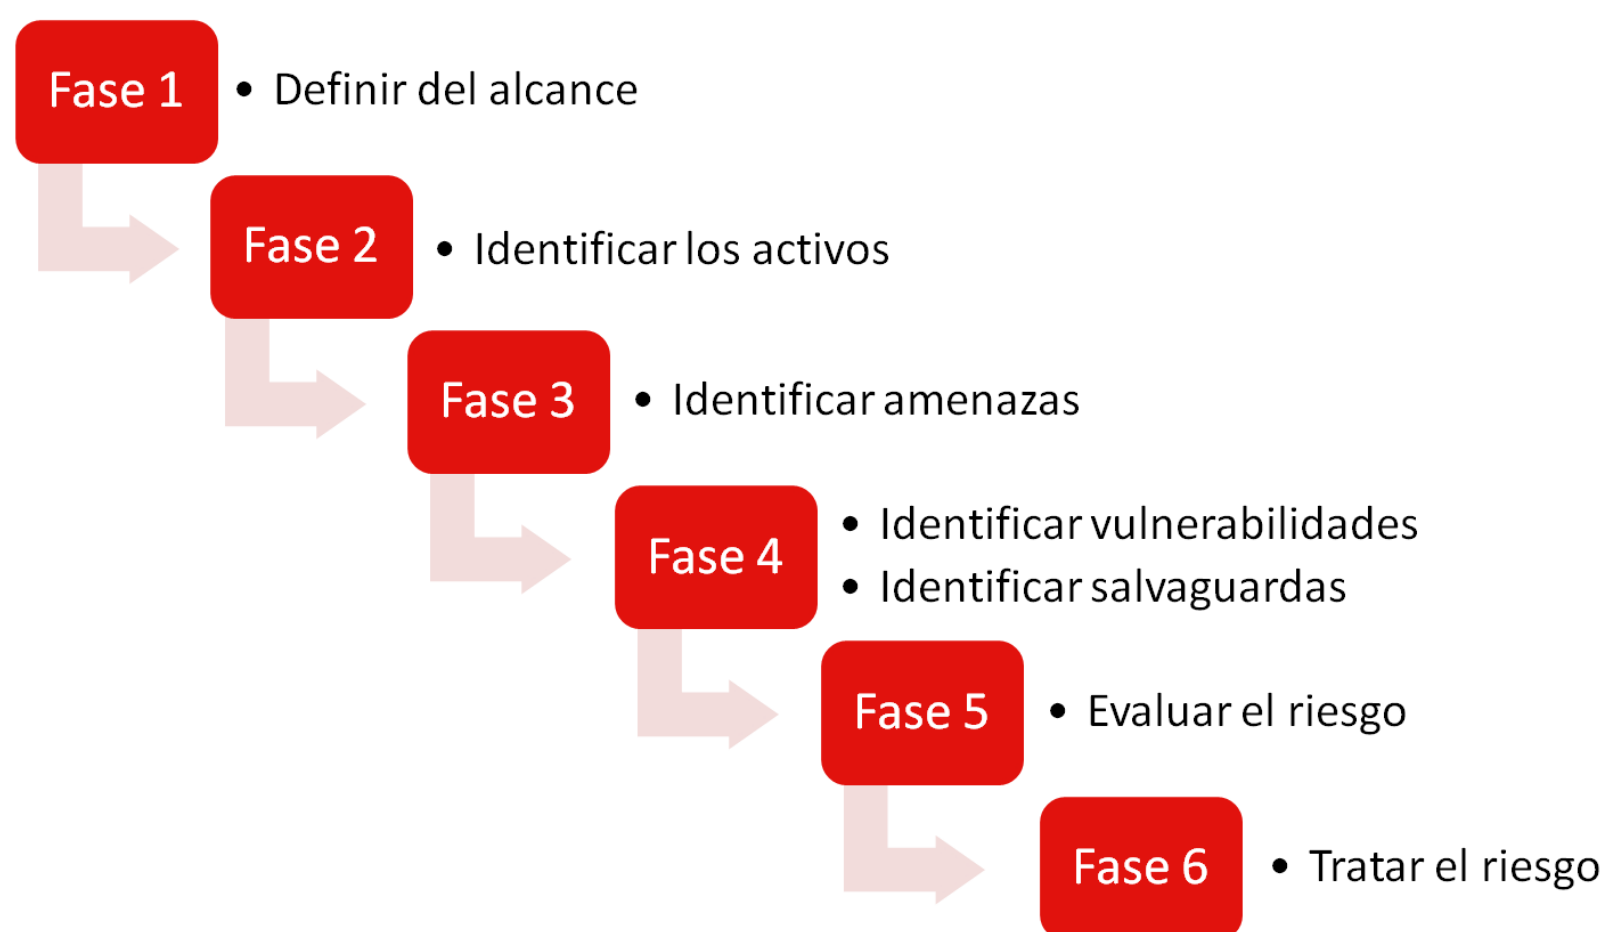 Fase 1
• Definir del alcance
Fase 2
• Identificar los activos
Fase 3
• Identificar amenazas
Fase 4
• Identificar vulnerabilidades
• Identificar salvaguardas
Fase 5
• Evaluar el riesgo
Fase 6
• Tratar el riesgo